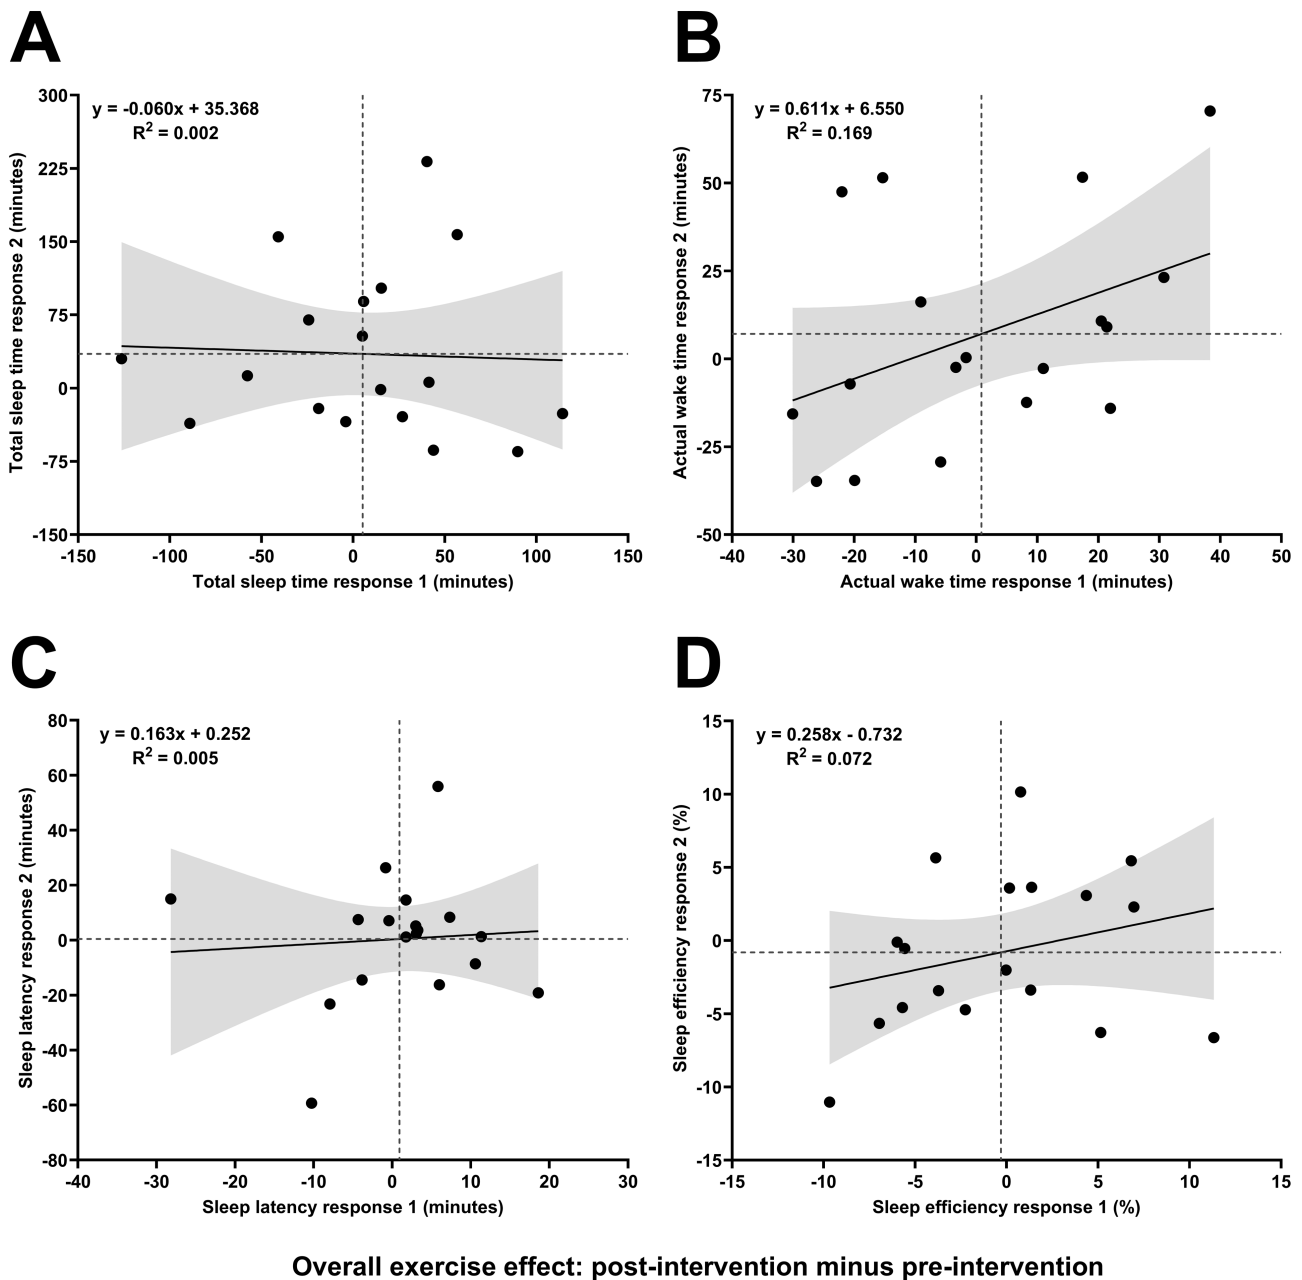 A
y = -0.060x + 35.368
R² = 0.002
300
225
150
75
0
-75
-150
Total sleep time response 2 (minutes)
-150 -100 -50 0 50 100 150
Total sleep time response 1 (minutes)
B
y = 0.611x + 6.550
R² = 0.169
75
50
25
0
-25
-50
Actual wake time response 2 (minutes)
-40 -30 -20 -10 0 10 20 30 40 50
Actual wake time response 1 (minutes)
C
y = 0.163x + 0.252
R² = 0.005
80
60
40
20
0
-20
-40
-60
-80
Sleep latency response 2 (minutes)
-40 -30 -20 -10 0 10 20 30
Sleep latency response 1 (minutes)
D
y = 0.258x - 0.732
R² = 0.072
15
10
5
0
-5
-10
-15
Sleep efficiency response 2 (%)
-15 -10 -5 0 5 10 15
Sleep efficiency response 1 (%)
Overall exercise effect: post-intervention minus pre-intervention